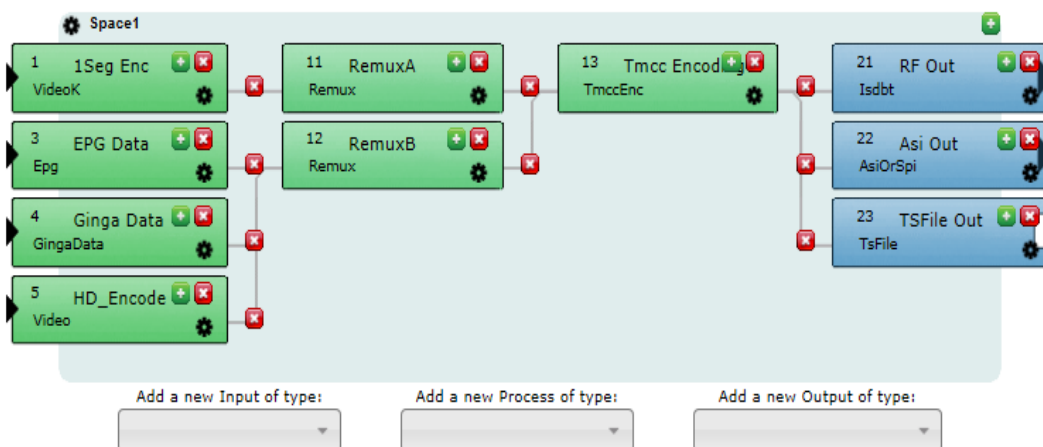 Space1
1 1Seg Enc
VideoK
11 RemuxA
Remux
13 Tmcc Encoding
TmccEnc
21 RF Out
Isdbt
3 EPG Data
Epg
12 RemuxB
Remux
22 Asi Out
AsiOrSpi
4 Ginga Data
GingaData
23 TSFile Out
TsFile
5 HD_Encode
Video
Add a new Input of type:
Add a new Process of type:
Add a new Output of type: